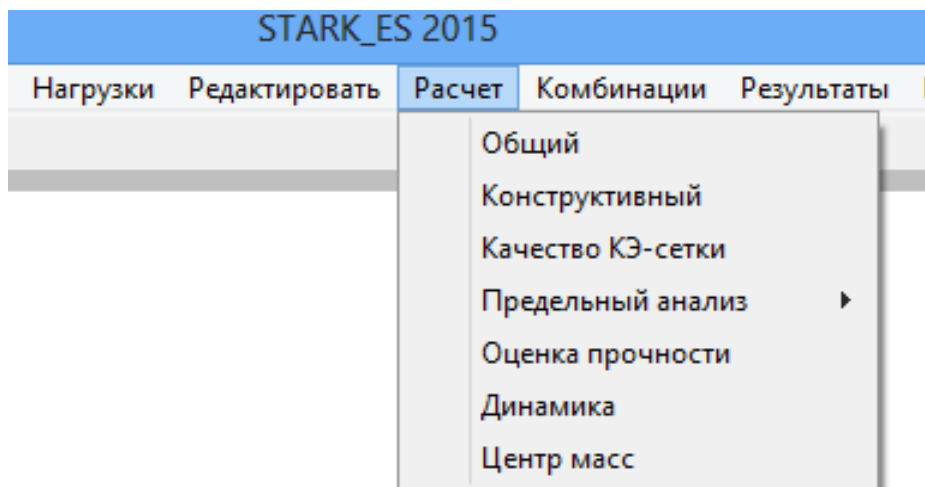 STARK_ES 2015
Нагрузки Редактировать Расчет Комбинации Результаты
Общий
Конструктивный
Качество КЭ-сетки
Предельный анализ
Оценка прочности
Динамика
Центр масс